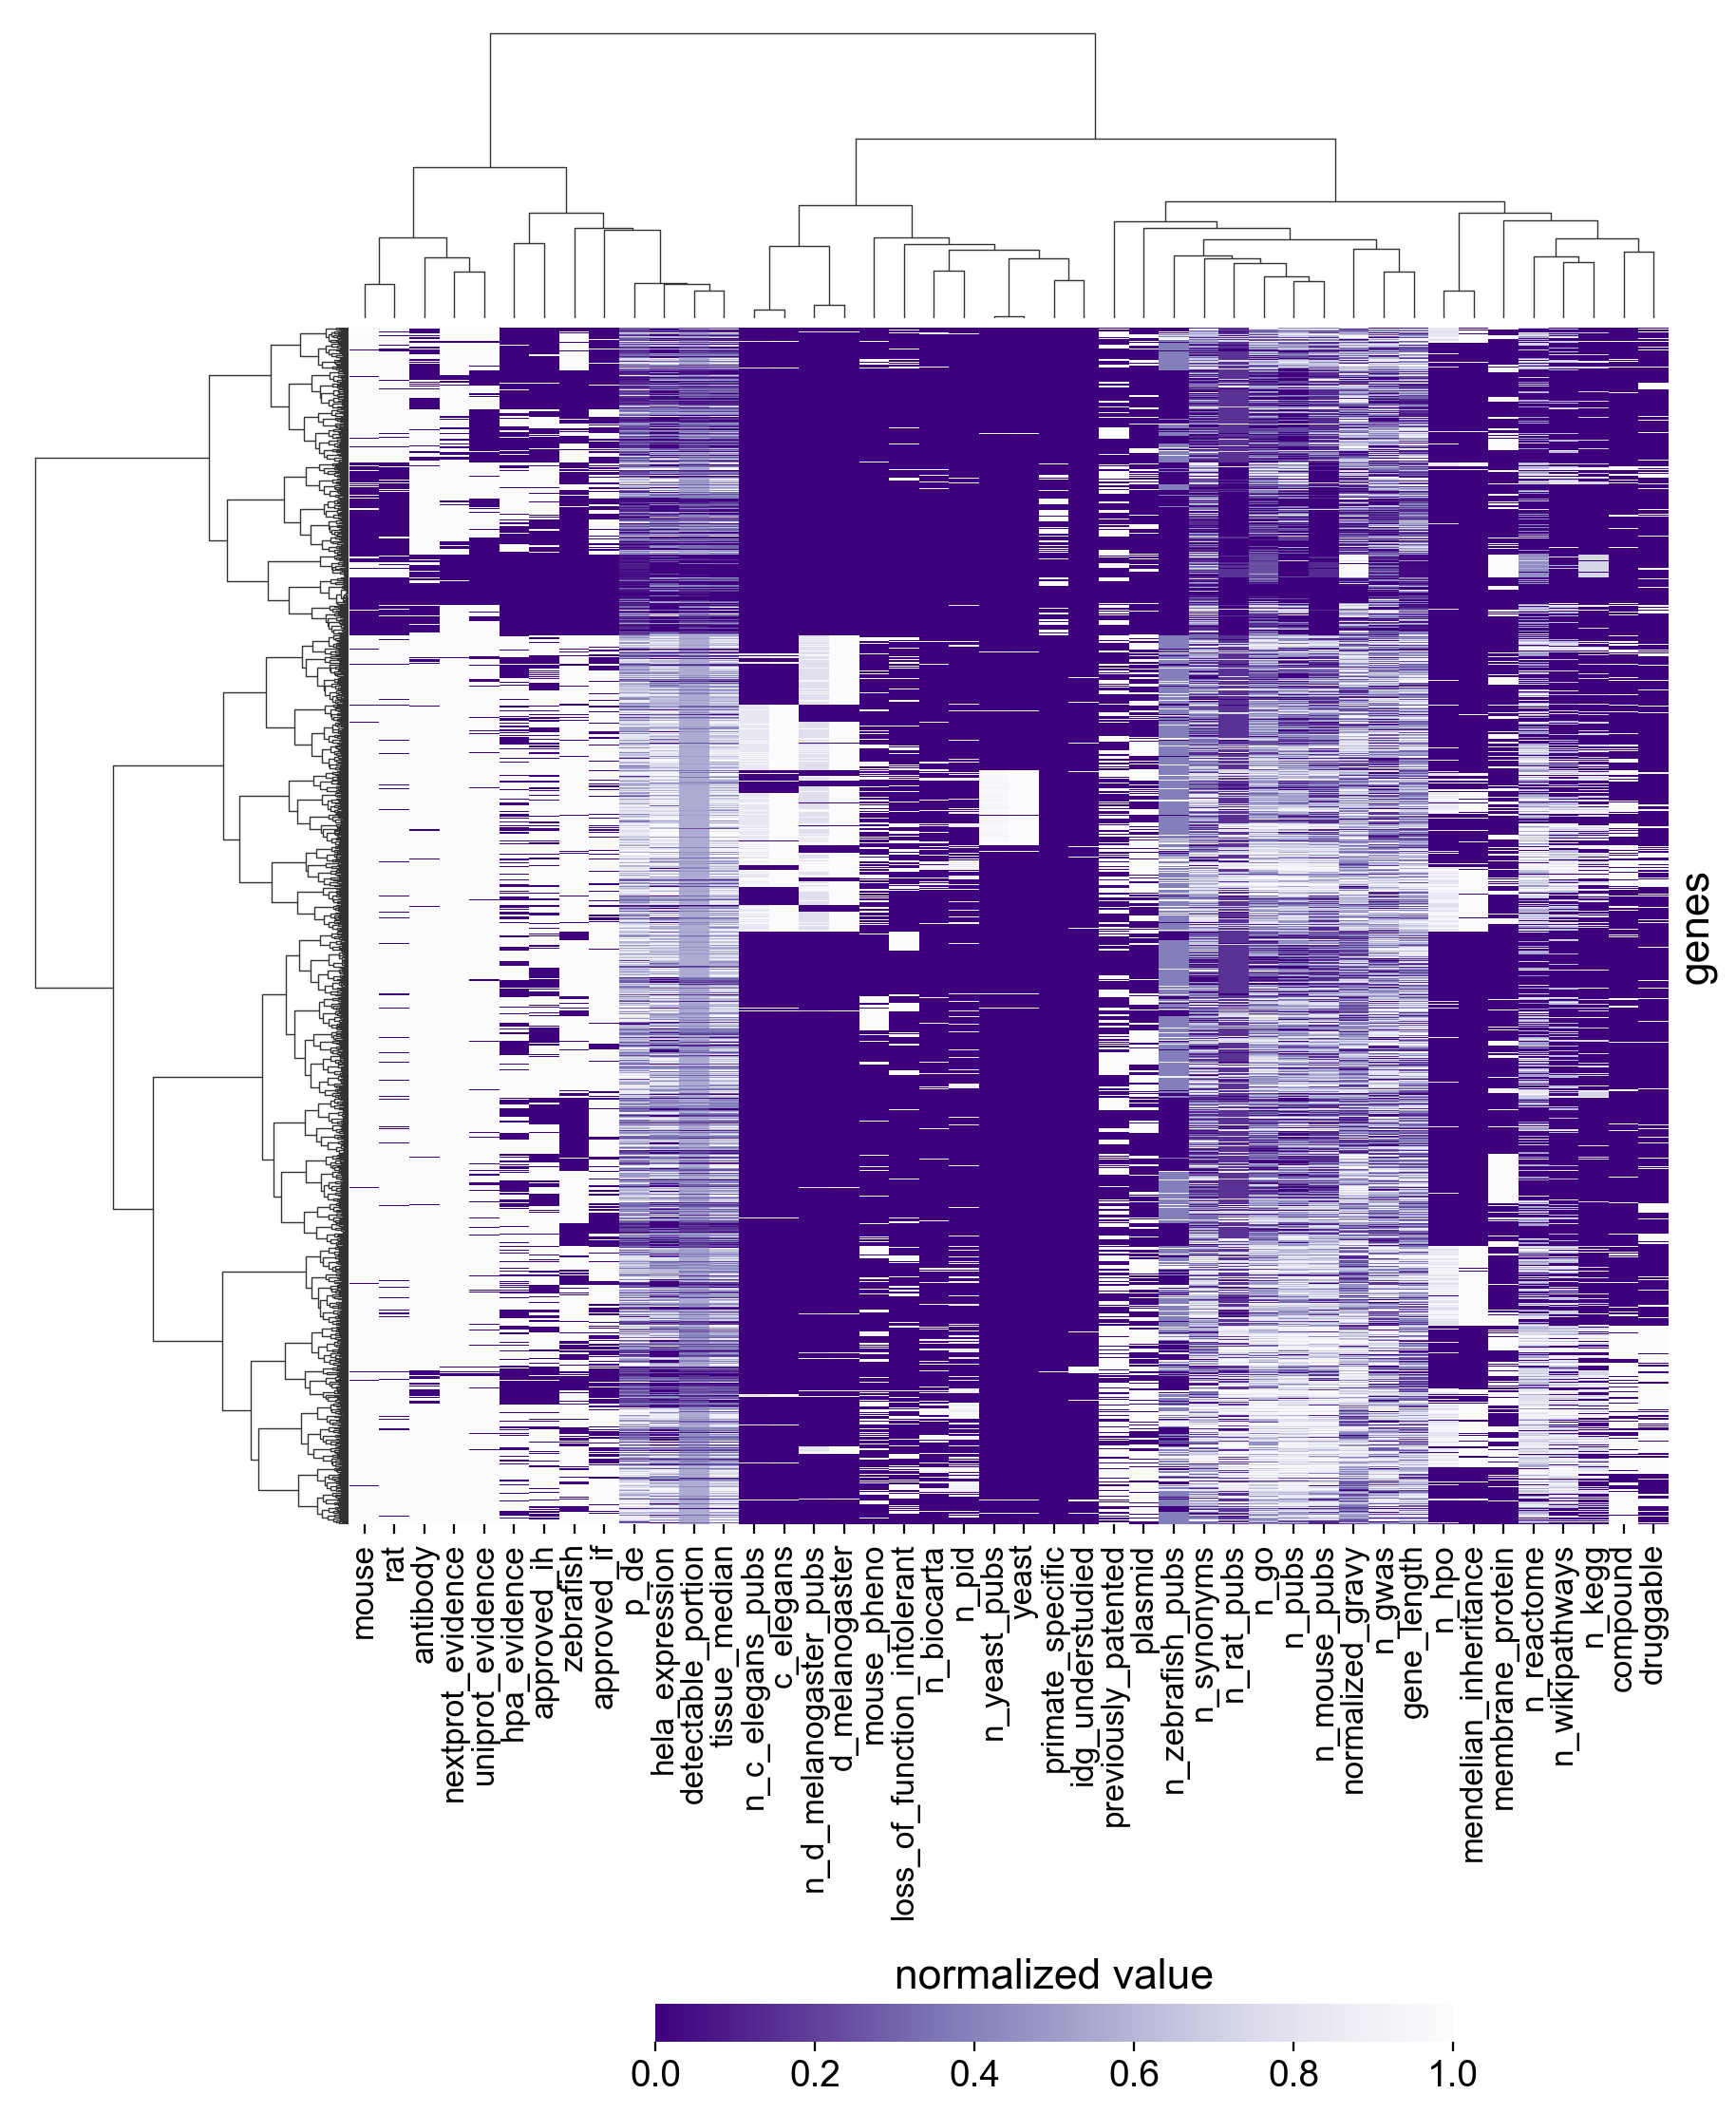 genes
mouse
rat
antibody
nextprot_evidence
uniprot_evidence
hpa_evidence
approved_ih
zebrafish
approved_if
p_de
hela_expression
detectable_portion
tissue_median
n_c_elegans_pubs
c_elegans
n_d_melanogaster_pubs
d_melanogaster
mouse_pheno
loss_of_function_intolerant
n_biocarta
n_pid
n_yeast_pubs
yeast
primate_specific
idg_understudied
previously_patented
plasmid
n_zebrafish_pubs
n_synonyms
n_rat_pubs
n_go
n_pubs
n_mouse_pubs
normalized_gravy
n_gwas
gene_length
n_hpo
mendelian_inheritance
membrane_protein
n_reactome
n_wikipathways
n_kegg
compound
druggable
normalized value
0.0 0.2 0.4 0.6 0.8 1.0